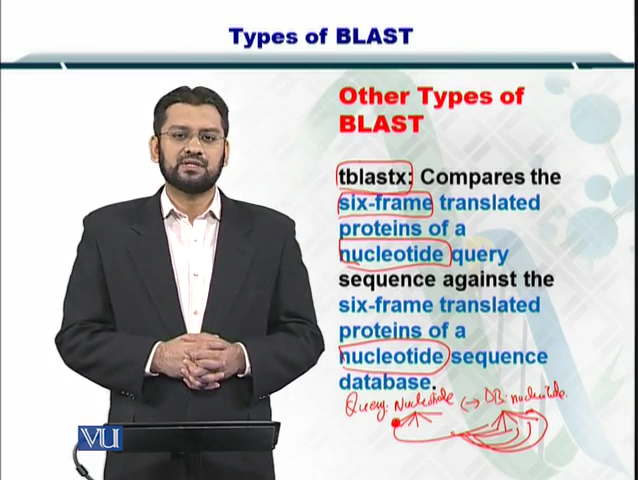 Types of BLAST
Other Types of
BLAST
tblastx: Compares the
six-frame translated
proteins of a
nucleotide query
sequence against the
six-frame translated
proteins of a
nucleotide sequence
database.
Query: Nucleotide ↔ DB: nucleotide.
VU